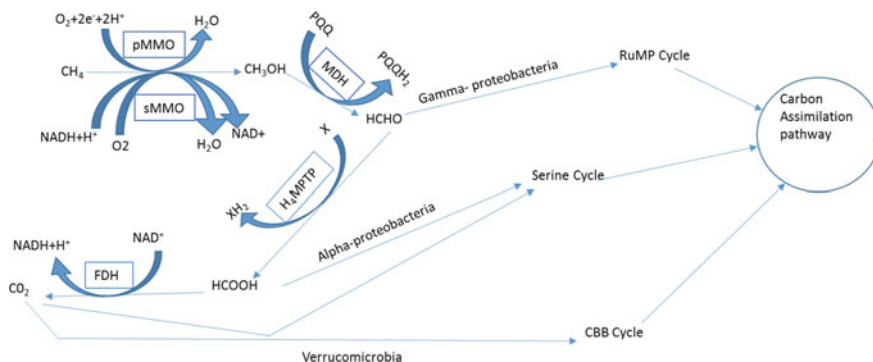 O₂+2e⁻+2H⁺
H₂O
pMMO
CH₄
CH₃OH
sMMO
NADH+H⁺
O2
H₂O
NAD+
PQQ
MDH
PQQH₂
HCHO
Gamma- proteobacteria
RuMP Cycle
Carbon
Assimilation
pathway
X
H₄MPTP
XH₂
Serine Cycle
Alpha-proteobacteria
NADH+H⁺
NAD⁺
FDH
HCOOH
C0₂
CBB Cycle
Verrucomicrobia